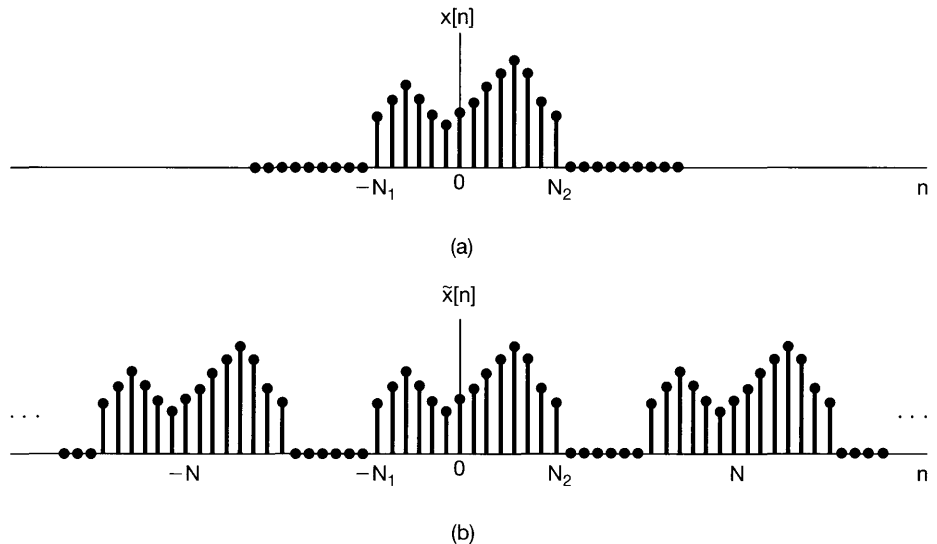 x[n]
−N₁ 0 N₂ n
(a)
x̃[n]
. . . . . .
−N −N₁ 0 N₂ N n
(b)